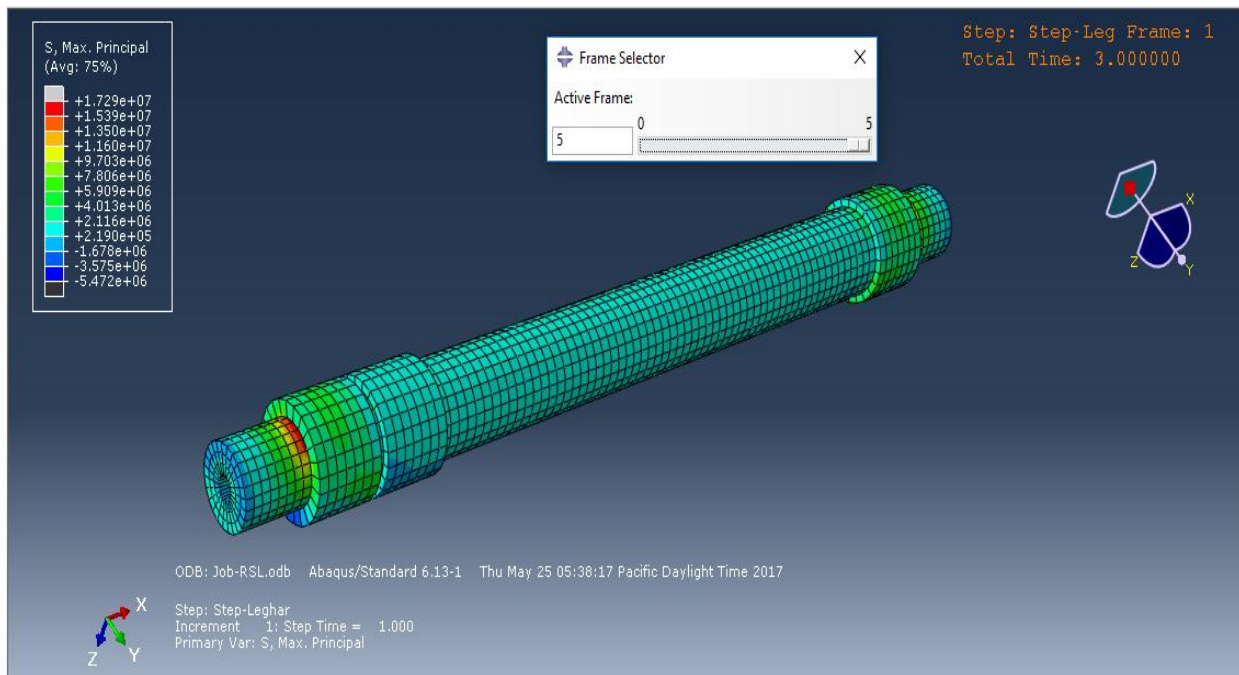 S, Max. Principal
(Avg: 75%)
+1.729e+07
+1.539e+07
+1.350e+07
+1.160e+07
+9.703e+06
+7.806e+06
+5.909e+06
+4.013e+06
+2.116e+06
+2.190e+05
-1.678e+06
-3.575e+06
-5.472e+06
Frame Selector X
Active Frame:
0 5
5
Step: Step-Leg Frame: 1
Total Time: 3.000000
X
Z Y
ODB: Job-RSL.odb Abaqus/Standard 6.13-1 Thu May 25 05:38:17 Pacific Daylight Time 2017
Step: Step-Leghar
Increment 1: Step Time = 1.000
Primary Var: S, Max. Principal
X
Z Y